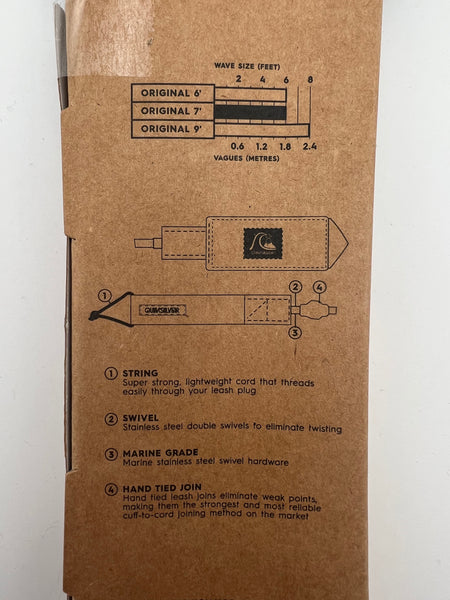 WAVE SIZE (FEET)
2 4 6 8
ORIGINAL 6'
ORIGINAL 7'
ORIGINAL 9'
0.6 1.2 1.8 2.4
VAGUES (METRES)
2 4
1
QUIKSILVER
3
1 STRING
Super strong, lightweight cord that threads
easily through your leash plug
2 SWIVEL
Stainless steel double swivels to eliminate twisting
3 MARINE GRADE
Marine stainless steel swivel hardware
4 HAND TIED JOIN
Hand tied leash joins eliminate weak points,
making them the strongest and most reliable
cuff-to-cord joining method on the market